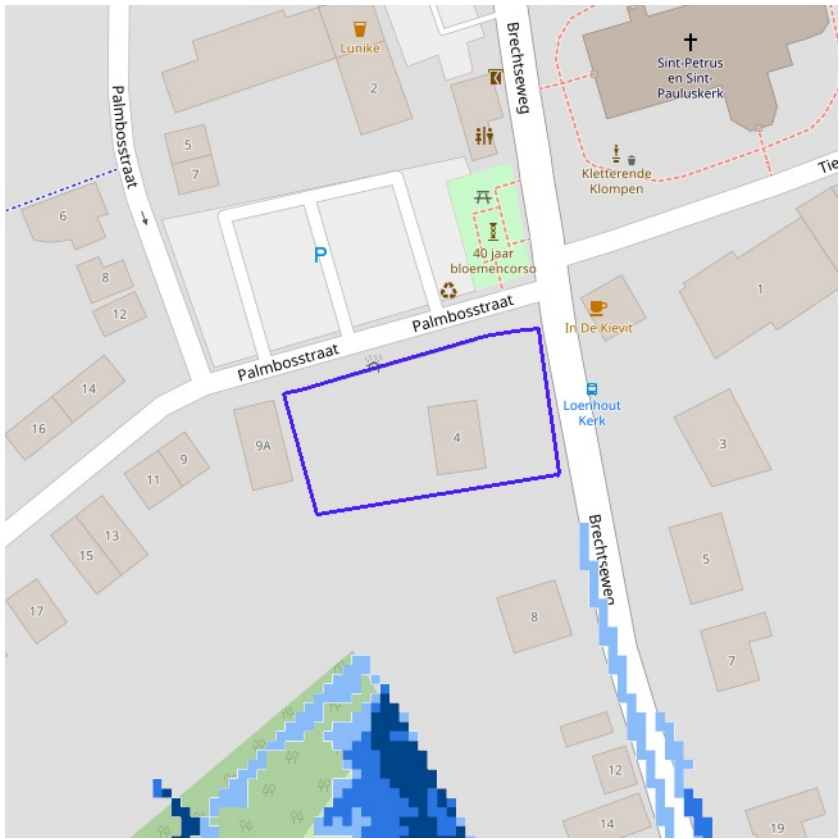 Brechtseweg
Lunike
Sint-Petrus
en Sint-
Pauluskerk
2
Palmbosstraat
5
7
Kletterende
Klompen
Tie
6
P
40 jaar
bloemencorso
8
12
1
Palmbosstraat
In De Kievit
Palmbosstraat
14
Loenhout
Kerk
16
9A
4
3
9
11
13
15
Brechtseweg
5
17
8
7
12
14
19